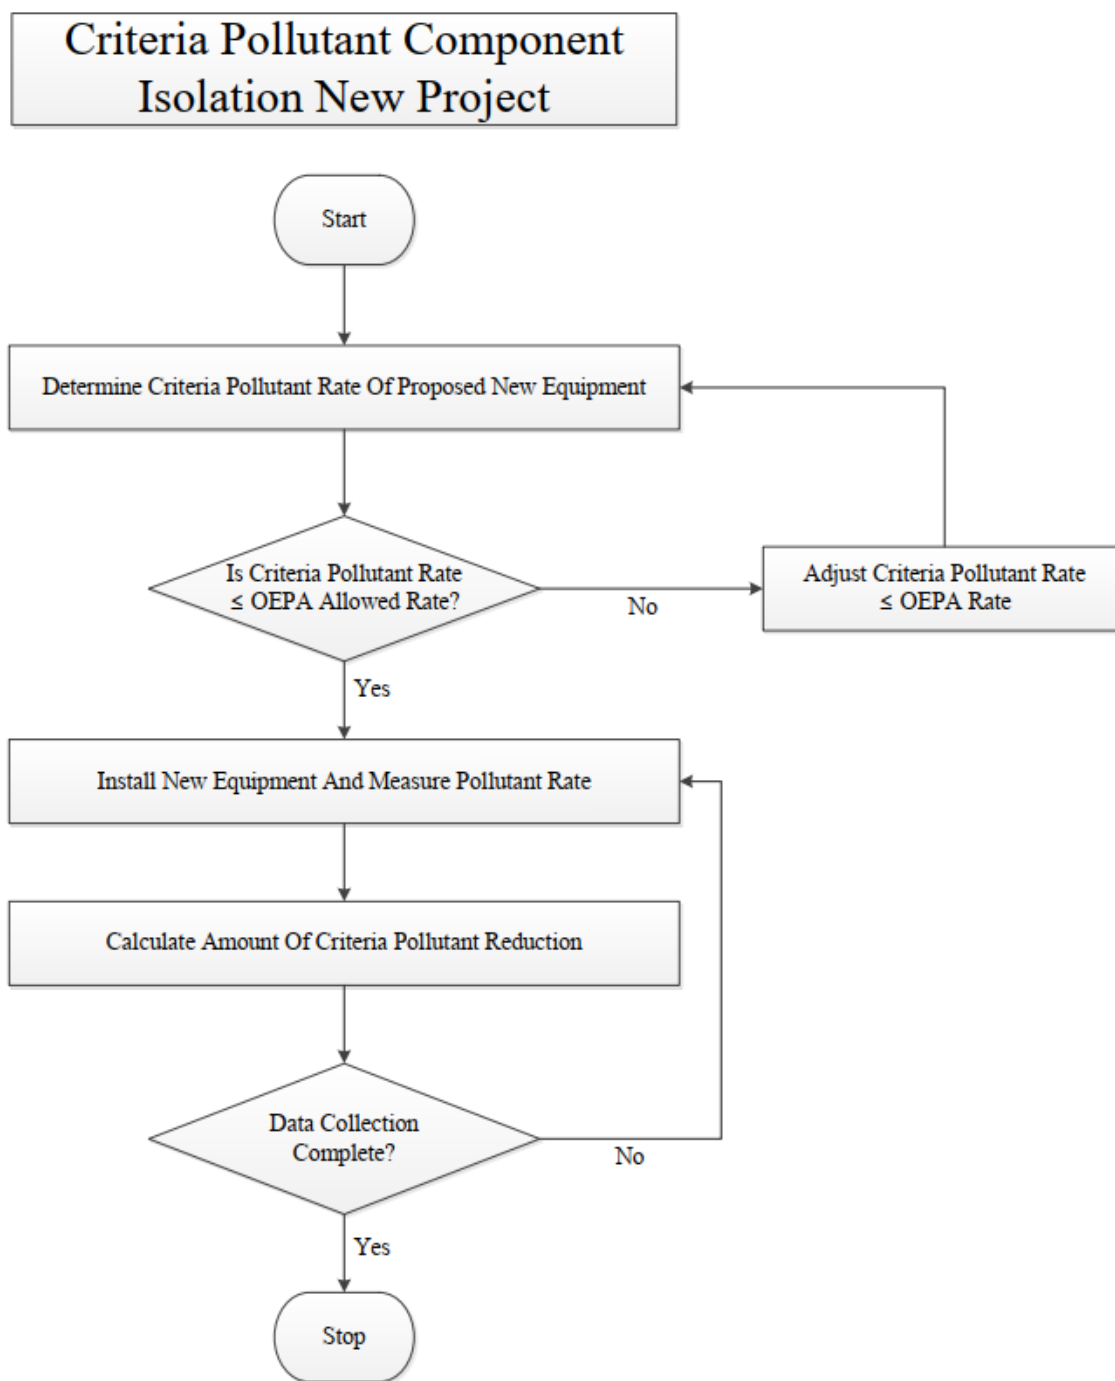 Criteria Pollutant Component
Isolation New Project
Start
Determine Criteria Pollutant Rate Of Proposed New Equipment
Is Criteria Pollutant Rate
≤ OEPA Allowed Rate?
No
Adjust Criteria Pollutant Rate
≤ OEPA Rate
Yes
Install New Equipment And Measure Pollutant Rate
Calculate Amount Of Criteria Pollutant Reduction
Data Collection
Complete?
No
Yes
Stop